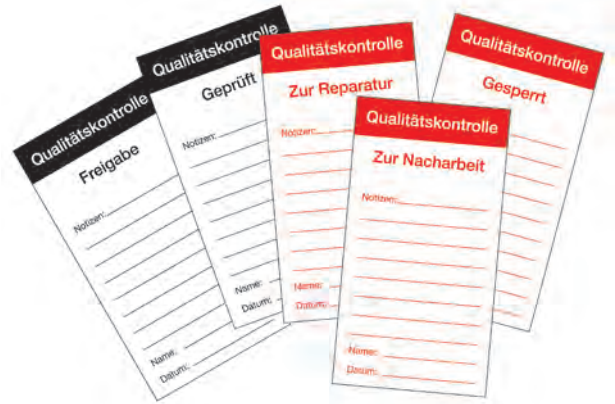 Qualitätskontrolle
Freigabe
Notizen:
Name:
Datum:
Qualitätskontrolle
Geprüft
Notizen:
Name:
Datum:
Qualitätskontrolle
Zur Reparatur
Notizen:
Name:
Datum:
Qualitätskontrolle
Zur Nacharbeit
Notizen:
Name:
Datum:
Qualitätskontrolle
Gesperrt